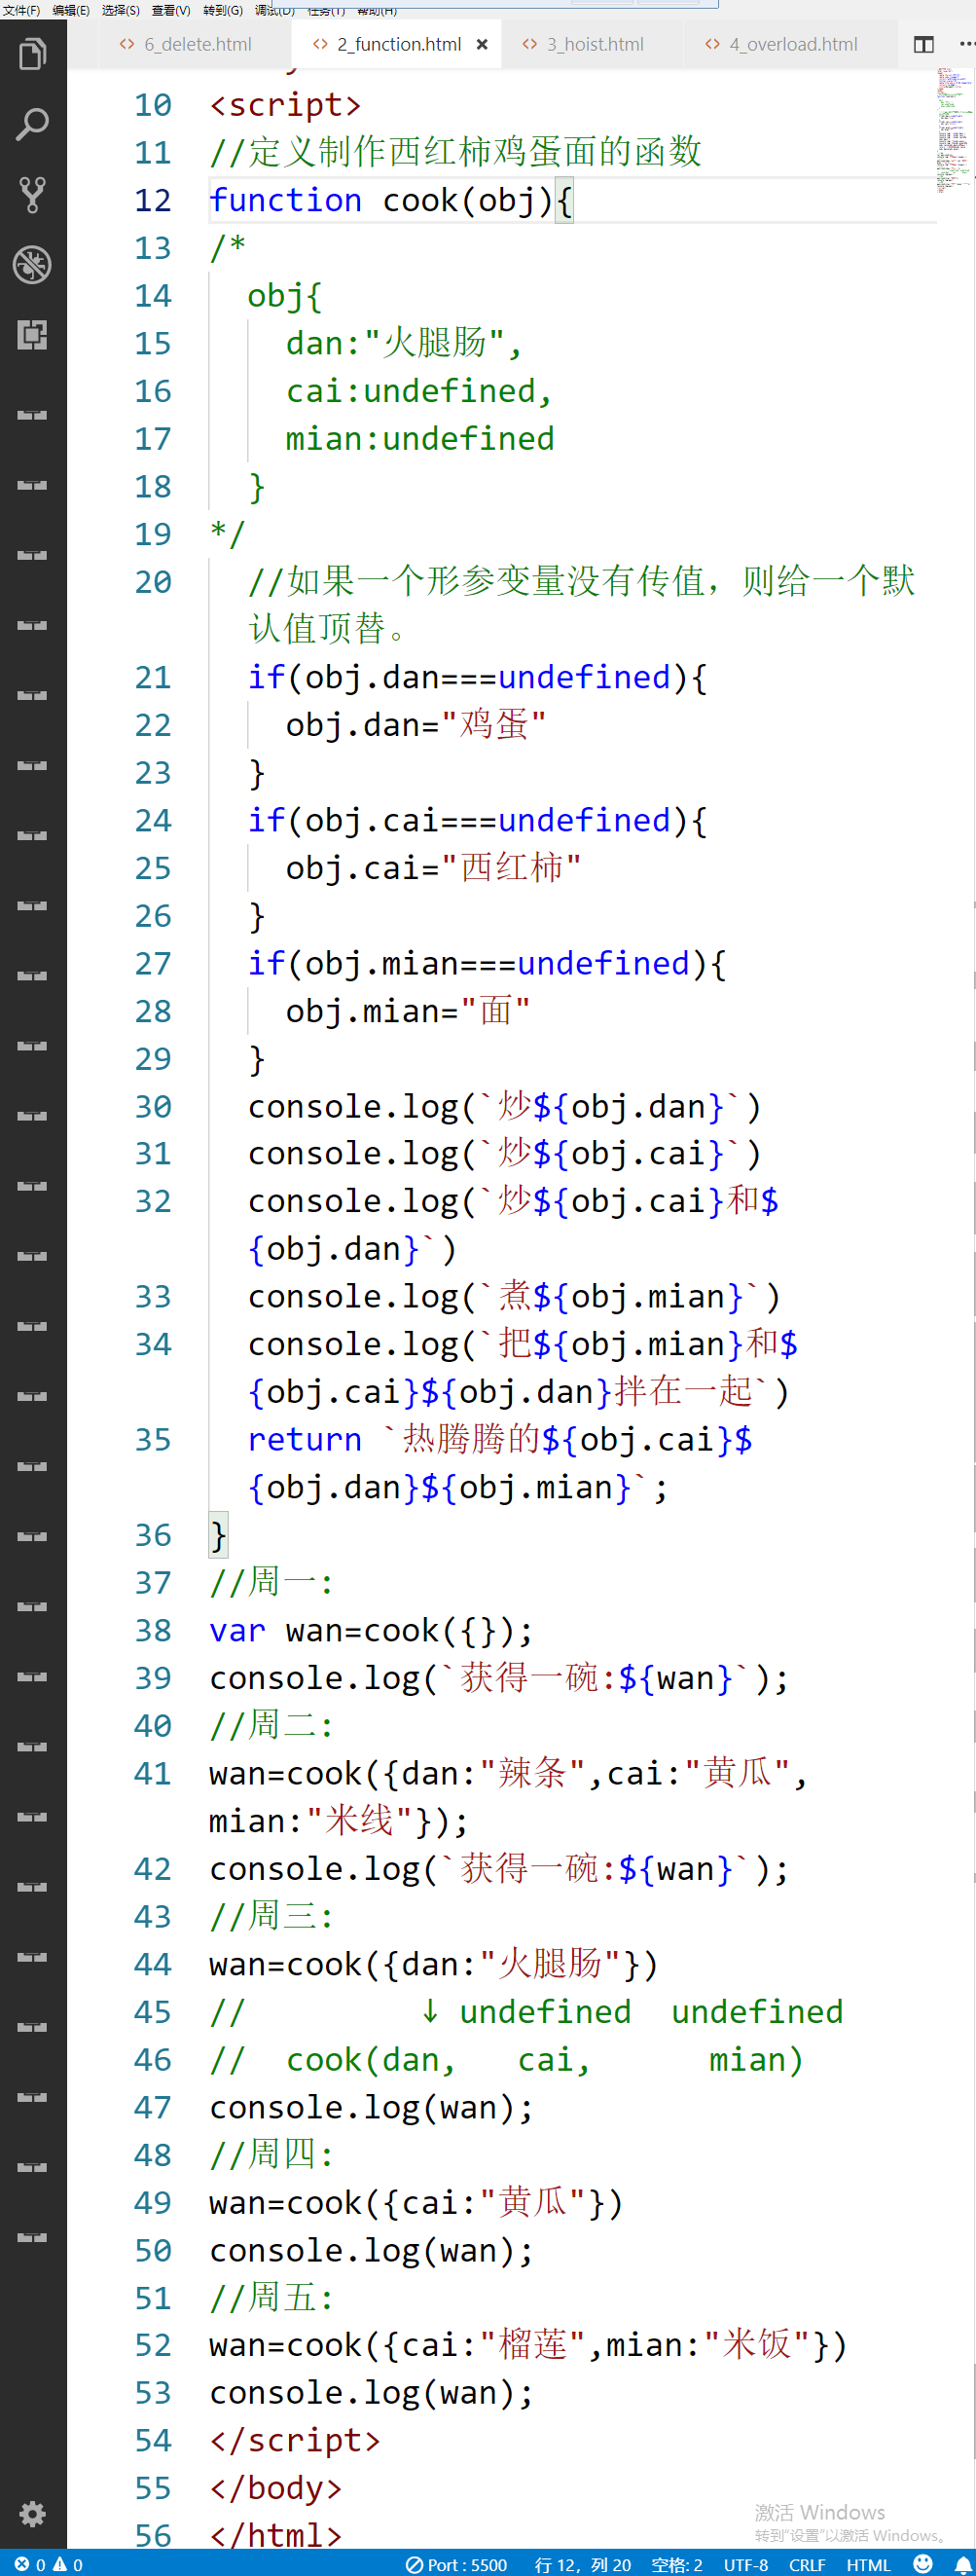 文件(F) 编辑(E) 选择(S) 查看(V) 转到(G) 调试(D) 任务(T) 帮助(H)
6_delete.html 2_function.html 3_hoist.html 4_overload.html
10 <script>
11 //定义制作西红柿鸡蛋面的函数
12 function cook(obj){
13 /*
14 obj{
15 dan:"火腿肠",
16 cai:undefined,
17 mian:undefined
18 }
19 */
20 //如果一个形参变量没有传值，则给一个默
认值顶替。
21 if(obj.dan===undefined){
22 obj.dan="鸡蛋"
23 }
24 if(obj.cai===undefined){
25 obj.cai="西红柿"
26 }
27 if(obj.mian===undefined){
28 obj.mian="面"
29 }
30 console.log(`炒${obj.dan}`)
31 console.log(`炒${obj.cai}`)
32 console.log(`炒${obj.cai}和$
{obj.dan}`)
33 console.log(`煮${obj.mian}`)
34 console.log(`把${obj.mian}和$
{obj.cai}${obj.dan}拌在一起`)
35 return `热腾腾的${obj.cai}$
{obj.dan}${obj.mian}`;
36 }
37 //周一:
38 var wan=cook({});
39 console.log(`获得一碗:${wan}`);
40 //周二:
41 wan=cook({dan:"辣条",cai:"黄瓜",
mian:"米线"});
42 console.log(`获得一碗:${wan}`);
43 //周三:
44 wan=cook({dan:"火腿肠"})
45 // ↓ undefined undefined
46 // cook(dan, cai, mian)
47 console.log(wan);
48 //周四:
49 wan=cook({cai:"黄瓜"})
50 console.log(wan);
51 //周五:
52 wan=cook({cai:"榴莲",mian:"米饭"})
53 console.log(wan);
54 </script>
55 </body>
56 </html>
激活 Windows
转到"设置"以激活 Windows。
0 0 Port : 5500 行 12，列 20 空格: 2 UTF-8 CRLF HTML